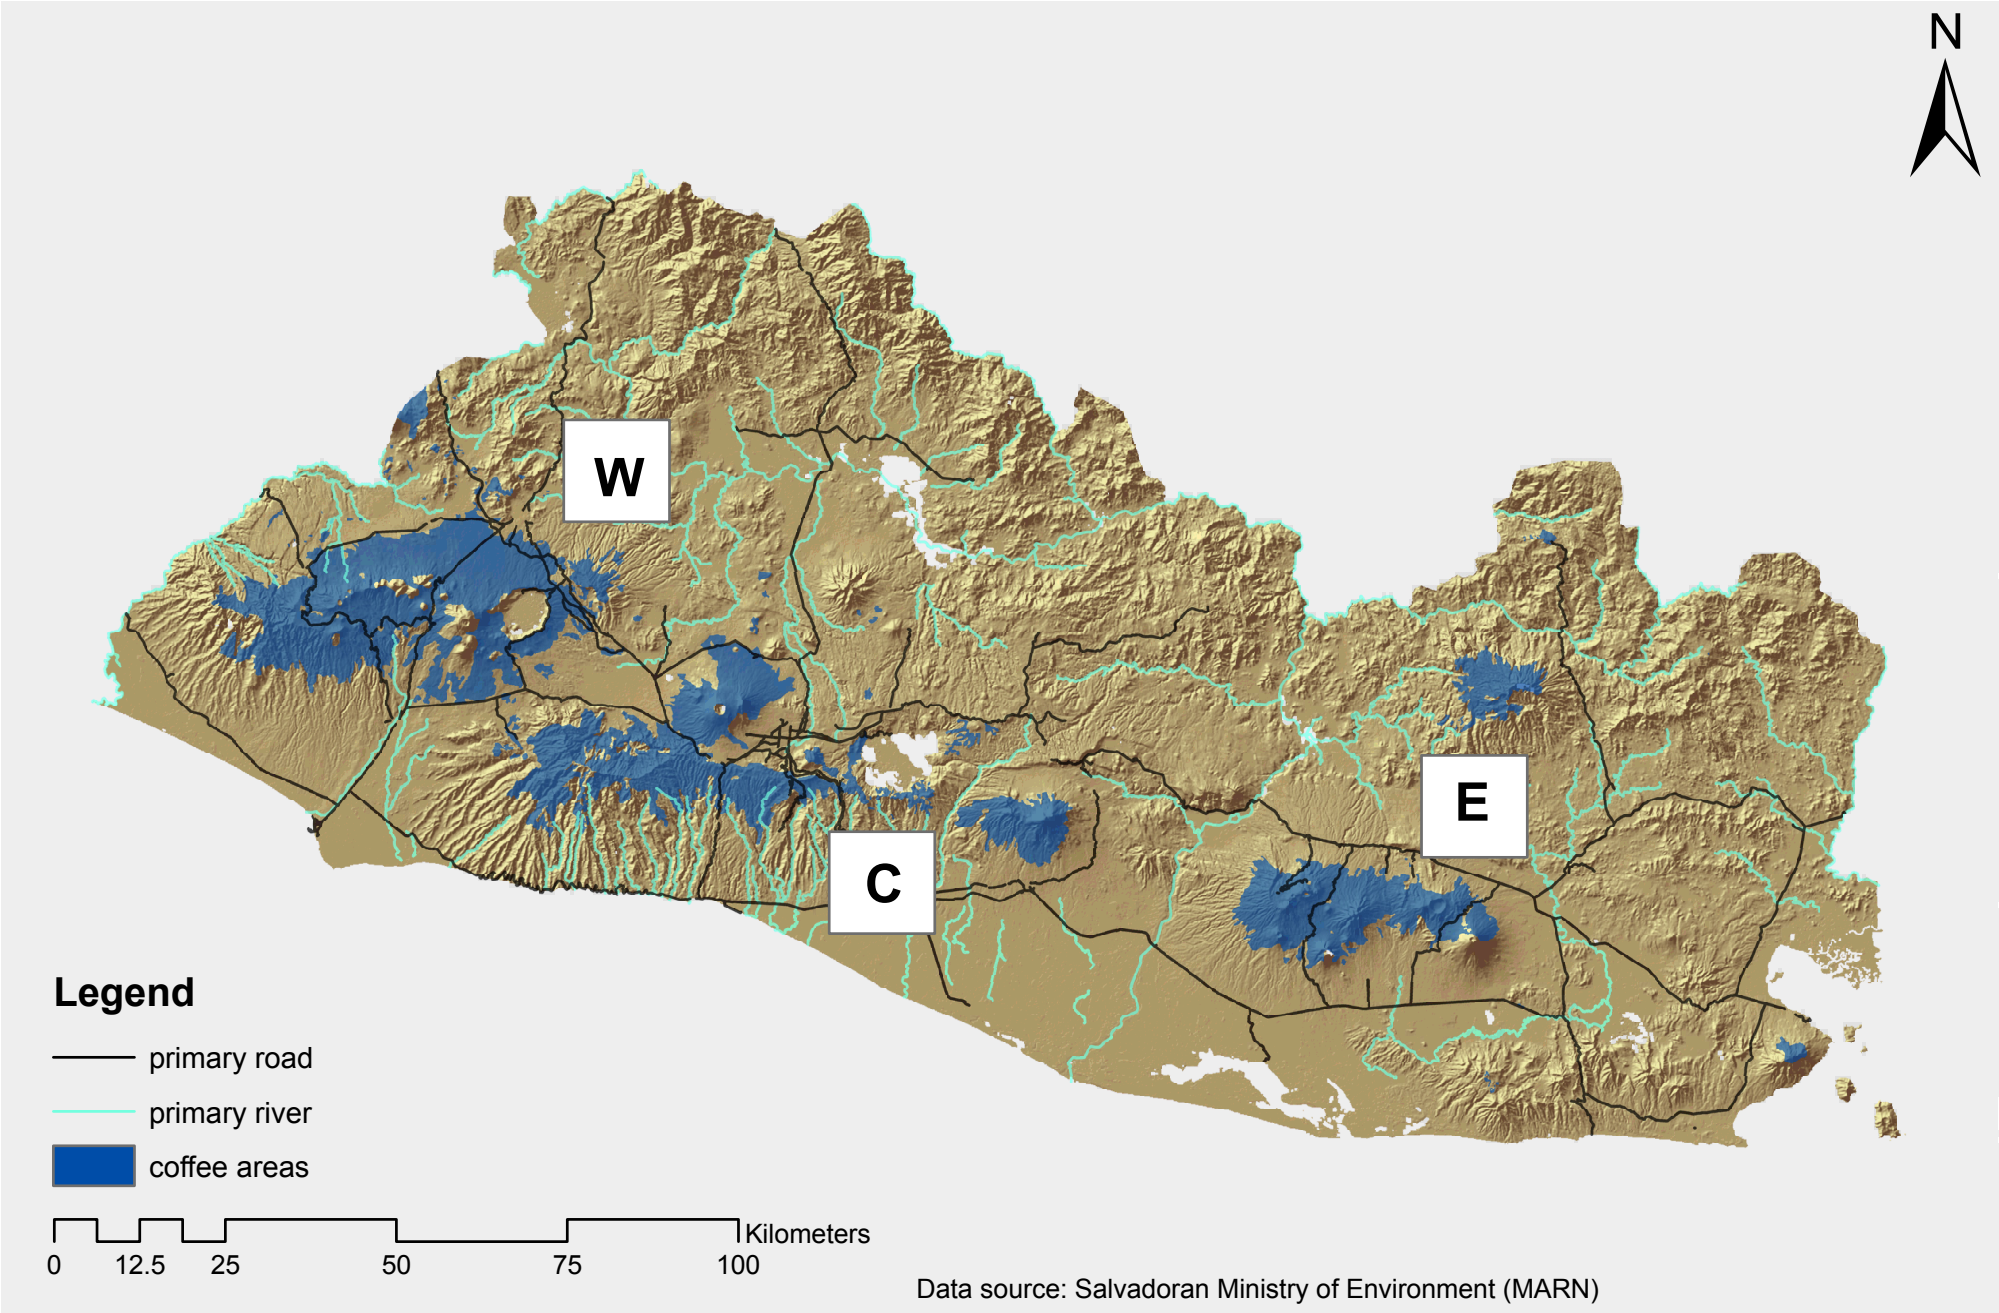 N
W
E
C
Legend
primary road
primary river
coffee areas
Kilometers
0 12.5 25 50 75 100
Data source: Salvadoran Ministry of Environment (MARN)